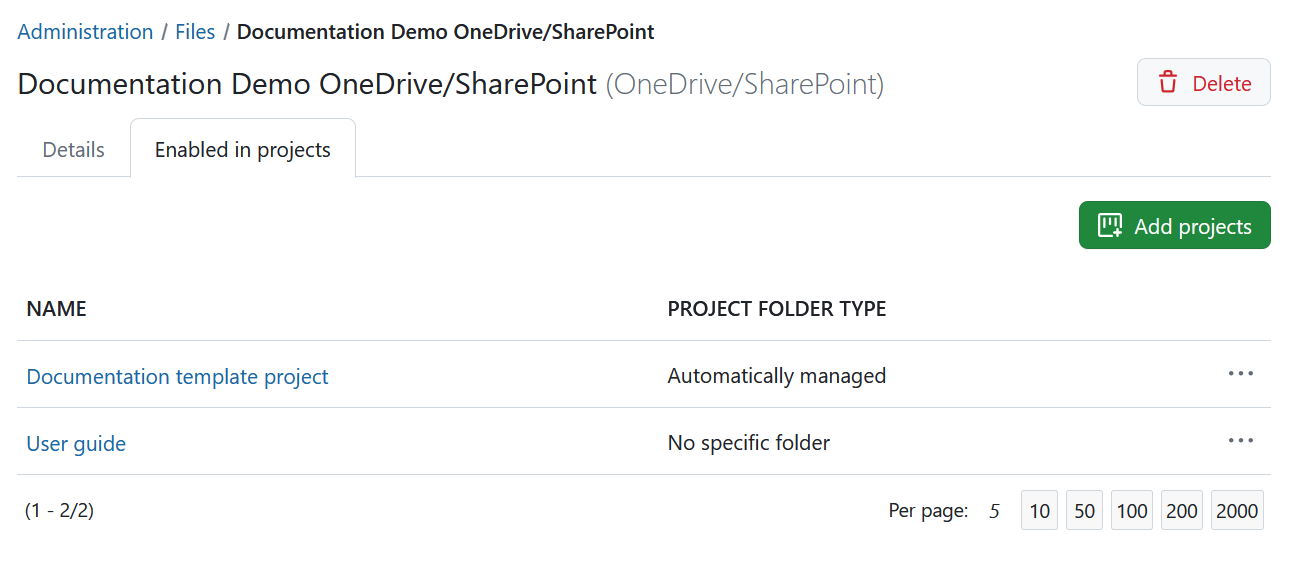 Administration / Files / Documentation Demo OneDrive/SharePoint
Documentation Demo OneDrive/SharePoint (OneDrive/SharePoint)
Delete
Details
Enabled in projects
Add projects
NAME
PROJECT FOLDER TYPE
Documentation template project
Automatically managed
User guide
No specific folder
(1 - 2/2)
Per page: 5 10 50 100 200 2000